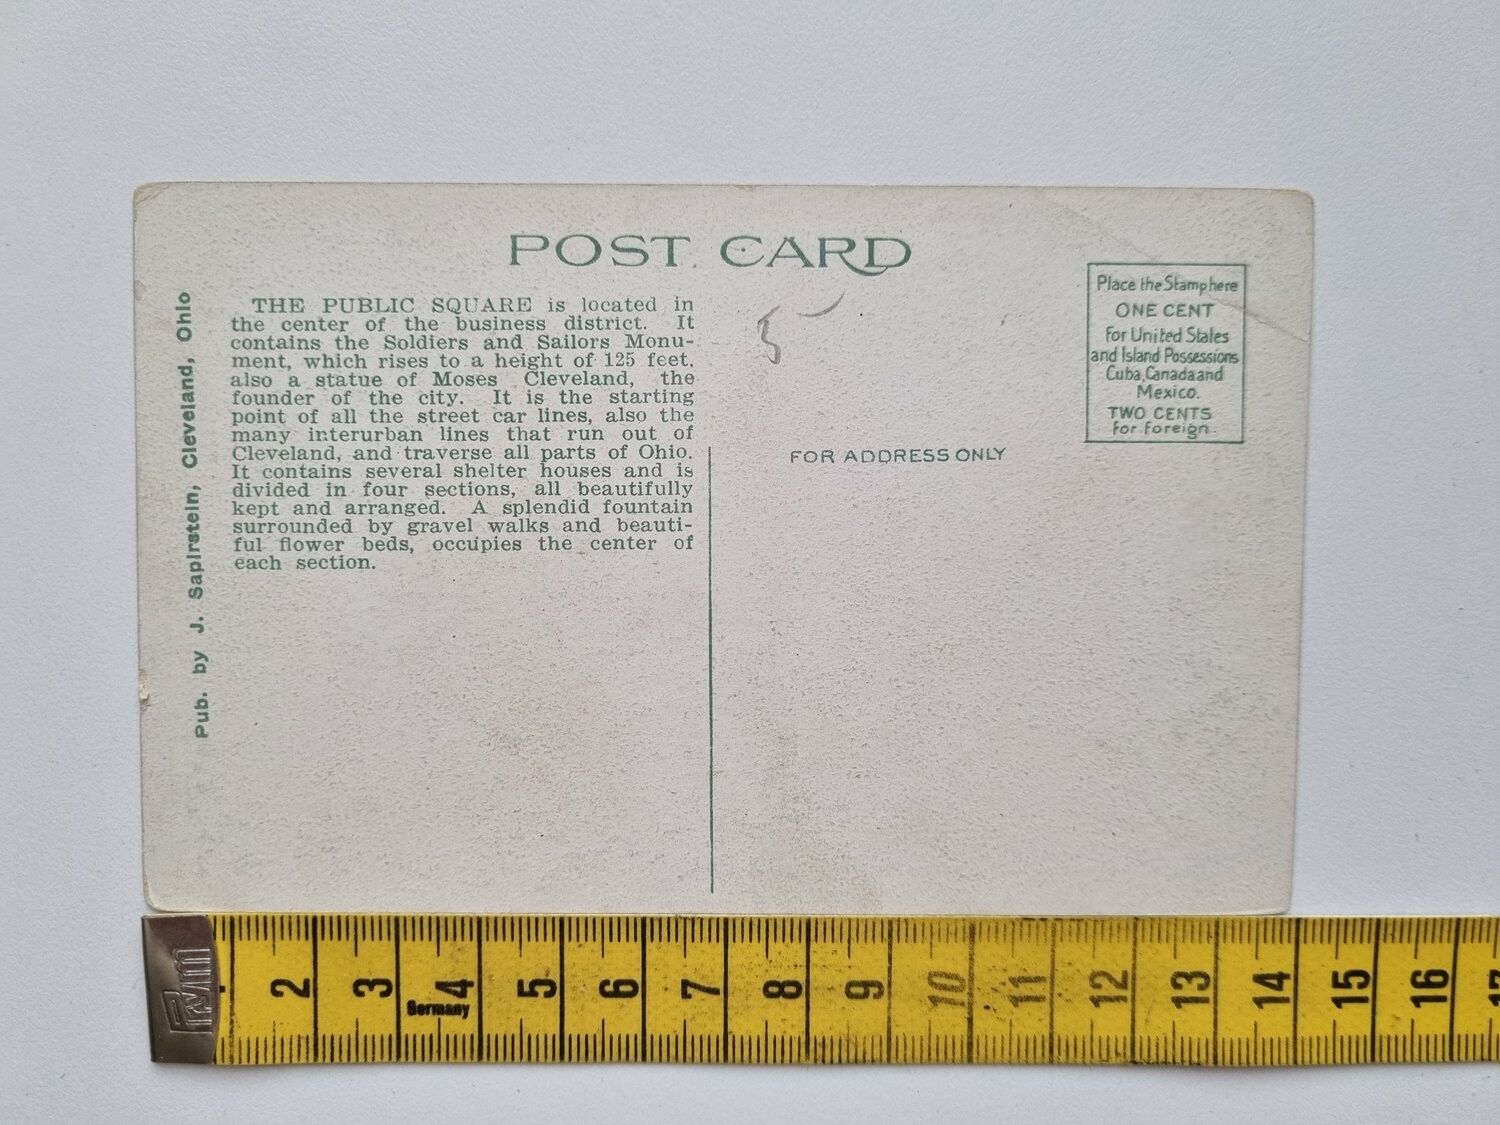 POST CARD
THE PUBLIC SQUARE is located in
the center of the business district. It
contains the Soldiers and Sailors Monu-
ment, which rises to a height of 125 feet,
also a statue of Moses Cleveland, the
founder of the city. It is the starting
point of all the street car lines, also the
many interurban lines that run out of
Cleveland, and traverse all parts of Ohio.
It contains several shelter houses and is
divided in four sections, all beautifully
kept and arranged. A splendid fountain
surrounded by gravel walks and beauti-
ful flower beds, occupies the center of
each section.
Pub. by J. Sapirstein, Cleveland, Ohio
5
FOR ADDRESS ONLY
Place the Stamp here
ONE CENT
For United States
and Island Possessions
Cuba, Canada and
Mexico.
TWO CENTS
For Foreign.
2 3 4 5 6 7 8 9 10 11 12 13 14 15 16 17
Germany